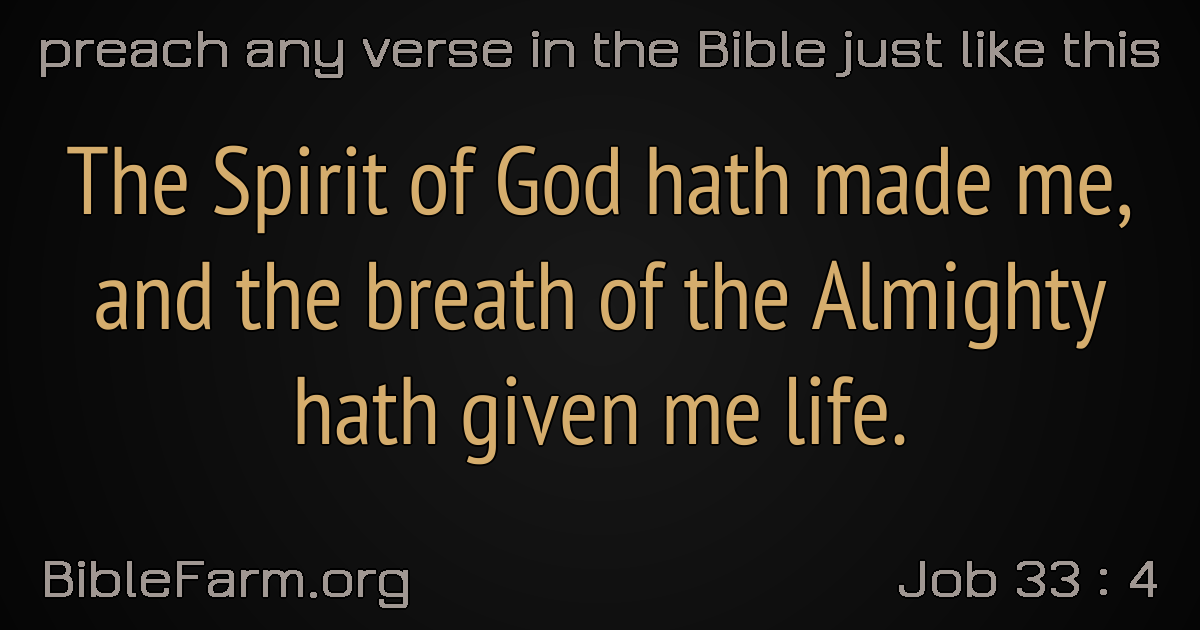 preach any verse in the Bible just like this
The Spirit of God hath made me,
and the breath of the Almighty
hath given me life.
BibleFarm.org
Job 33 : 4